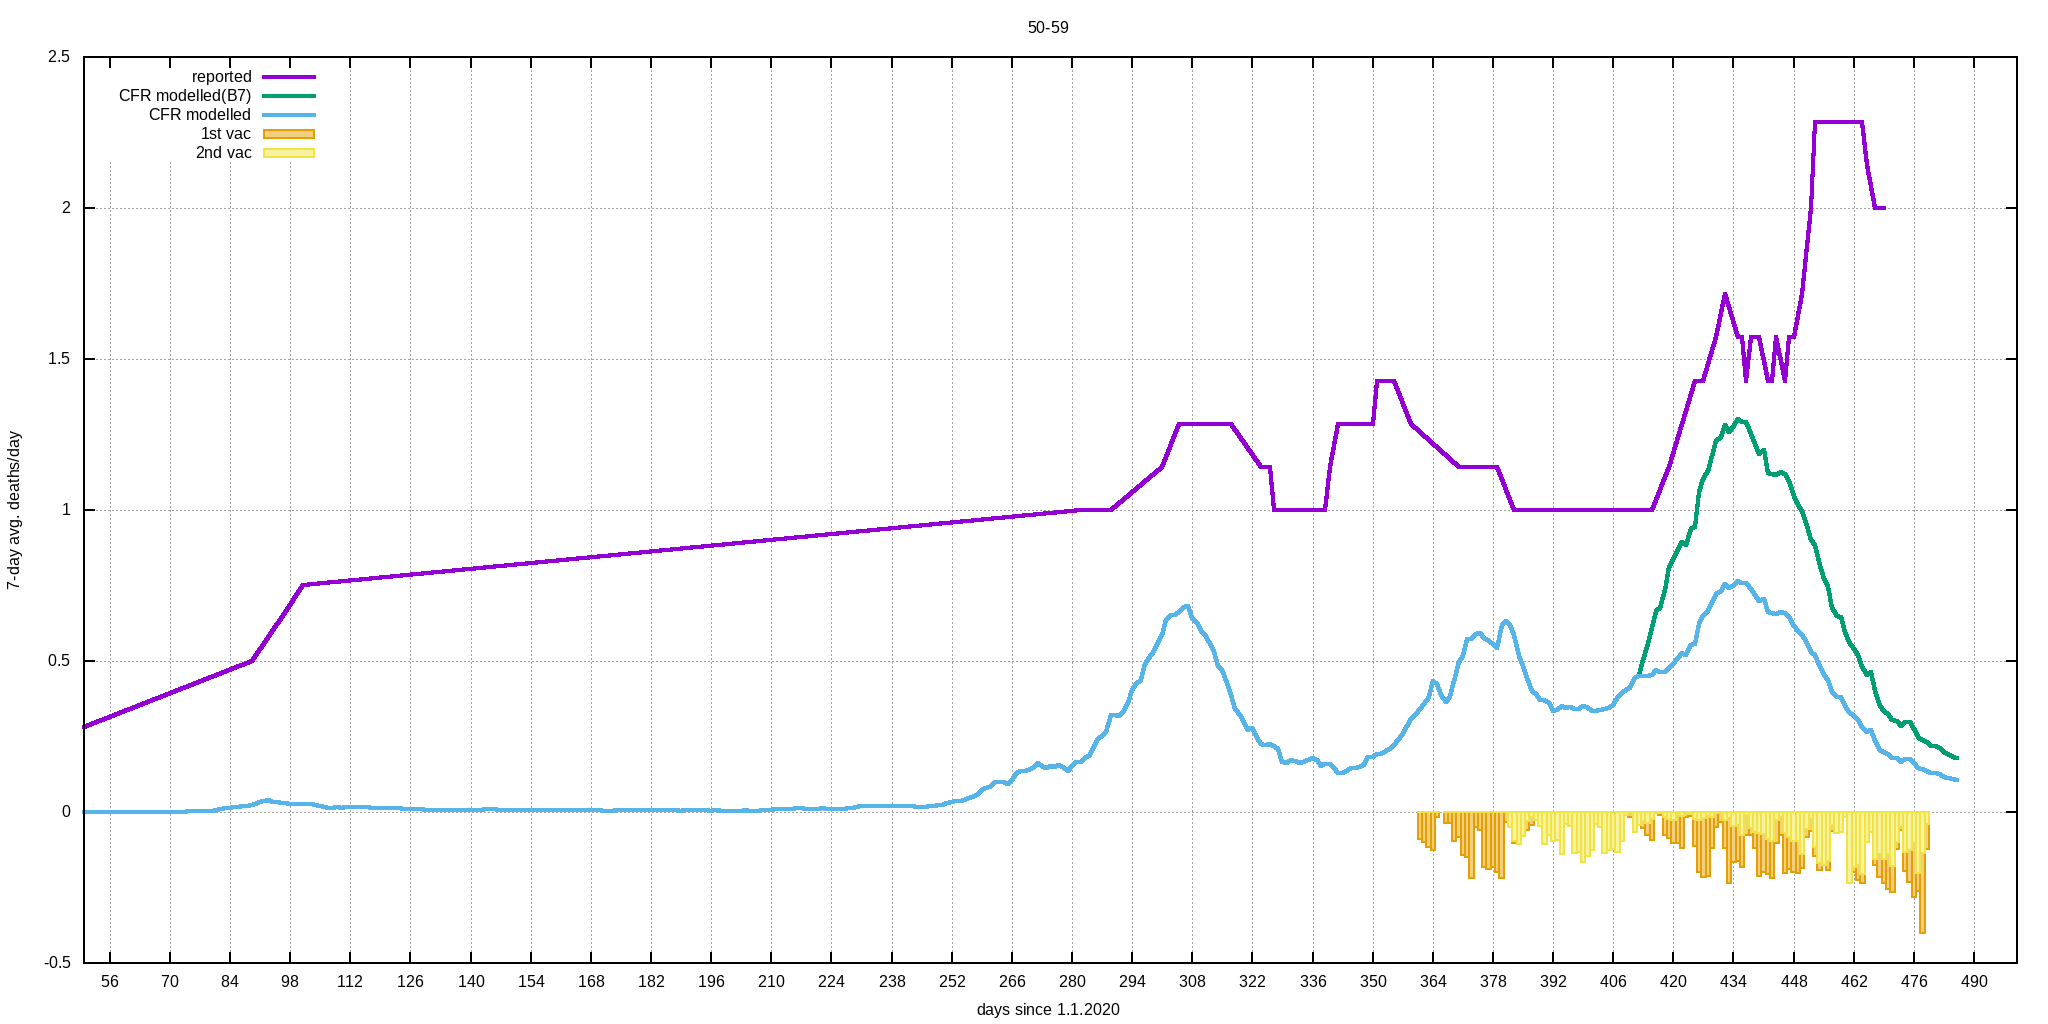 50-59
2.5
2
1.5
1
0.5
0
-0.5
7-day avg. deaths/day
reported
CFR modelled(B7)
CFR modelled
1st vac
2nd vac
56 70 84 98 112 126 140 154 168 182 196 210 224 238 252 266 280 294 308 322 336 350 364 378 392 406 420 434 448 462 476 490
days since 1.1.2020